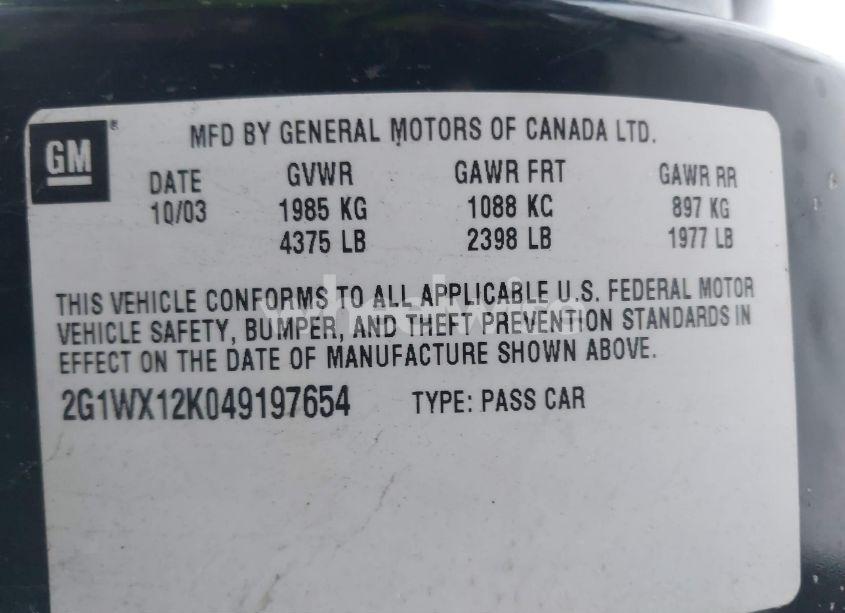 GM
MFD BY GENERAL MOTORS OF CANADA LTD.
DATE GVWR GAWR FRT GAWR RR
10/03 1985 KG 1088 KC 897 KG
4375 LB 2398 LB 1977 LB
THIS VEHICLE CONFORMS TO ALL APPLICABLE U.S. FEDERAL MOTOR
VEHICLE SAFETY, BUMPER, AND THEFT PREVENTION STANDARDS IN
EFFECT ON THE DATE OF MANUFACTURE SHOWN ABOVE.
2G1WX12K049197654 TYPE: PASS CAR